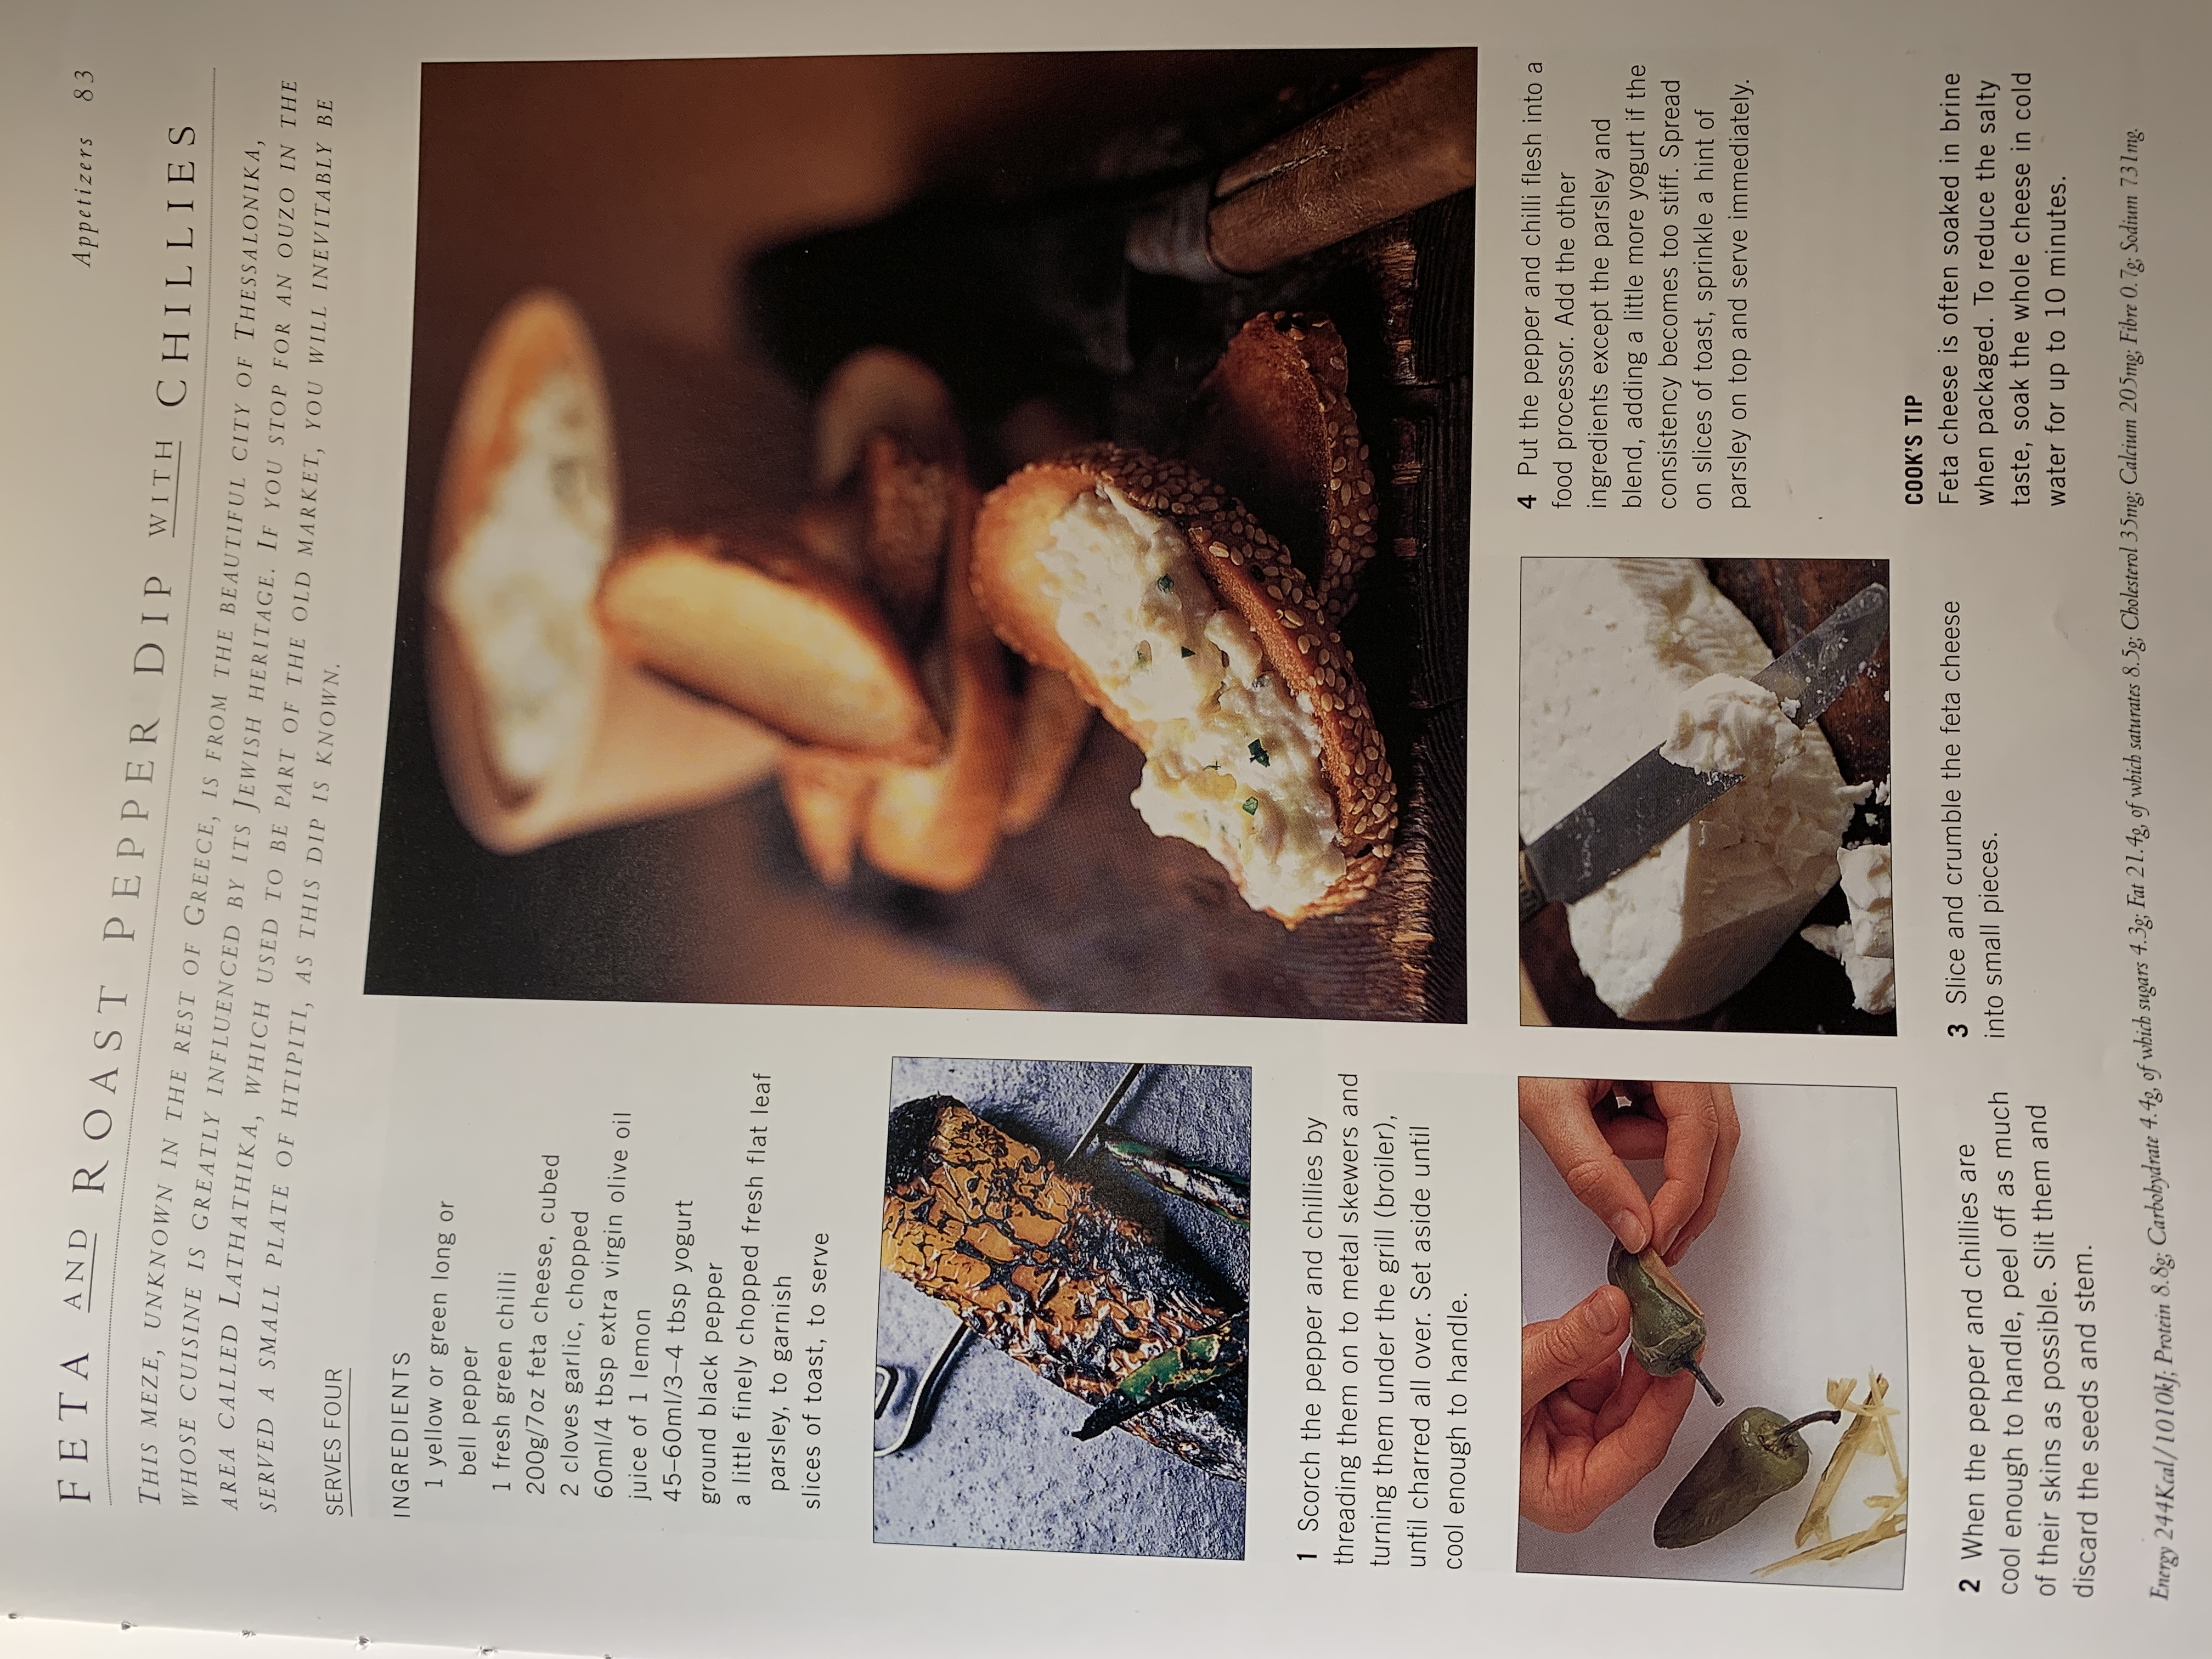 Appetizers 83
FETA AND ROAST PEPPER DIP WITH CHILLIES
THIS MEZE, UNKNOWN IN THE REST OF GREECE, IS FROM THE BEAUTIFUL CITY OF THESSALONIKA,
WHOSE CUISINE IS GREATLY INFLUENCED BY ITS JEWISH HERITAGE. IF YOU STOP FOR AN OUZO IN THE
AREA CALLED LATHATHIKA, WHICH USED TO BE PART OF THE OLD MARKET, YOU WILL INEVITABLY BE
SERVED A SMALL PLATE OF HTIPITI, AS THIS DIP IS KNOWN.
SERVES FOUR
INGREDIENTS
1 yellow or green long or
bell pepper
1 fresh green chilli
200g/7oz feta cheese, cubed
2 cloves garlic, chopped
60ml/4 tbsp extra virgin olive oil
juice of 1 lemon
45–60ml/3–4 tbsp yogurt
ground black pepper
a little finely chopped fresh flat leaf
parsley, to garnish
slices of toast, to serve
1 Scorch the pepper and chillies by
threading them on to metal skewers and
turning them under the grill (broiler),
until charred all over. Set aside until
cool enough to handle.
2 When the pepper and chillies are
cool enough to handle, peel off as much
of their skins as possible. Slit them and
discard the seeds and stem.
3 Slice and crumble the feta cheese
into small pieces.
4 Put the pepper and chilli flesh into a
food processor. Add the other
ingredients except the parsley and
blend, adding a little more yogurt if the
consistency becomes too stiff. Spread
on slices of toast, sprinkle a hint of
parsley on top and serve immediately.
COOK'S TIP
Feta cheese is often soaked in brine
when packaged. To reduce the salty
taste, soak the whole cheese in cold
water for up to 10 minutes.
Energy 244Kcal/1010kJ; Protein 8.8g; Carbohydrate 4.4g, of which sugars 4.3g; Fat 21.4g, of which saturates 8.5g; Cholesterol 35mg; Calcium 205mg; Fibre 0.7g; Sodium 731mg.